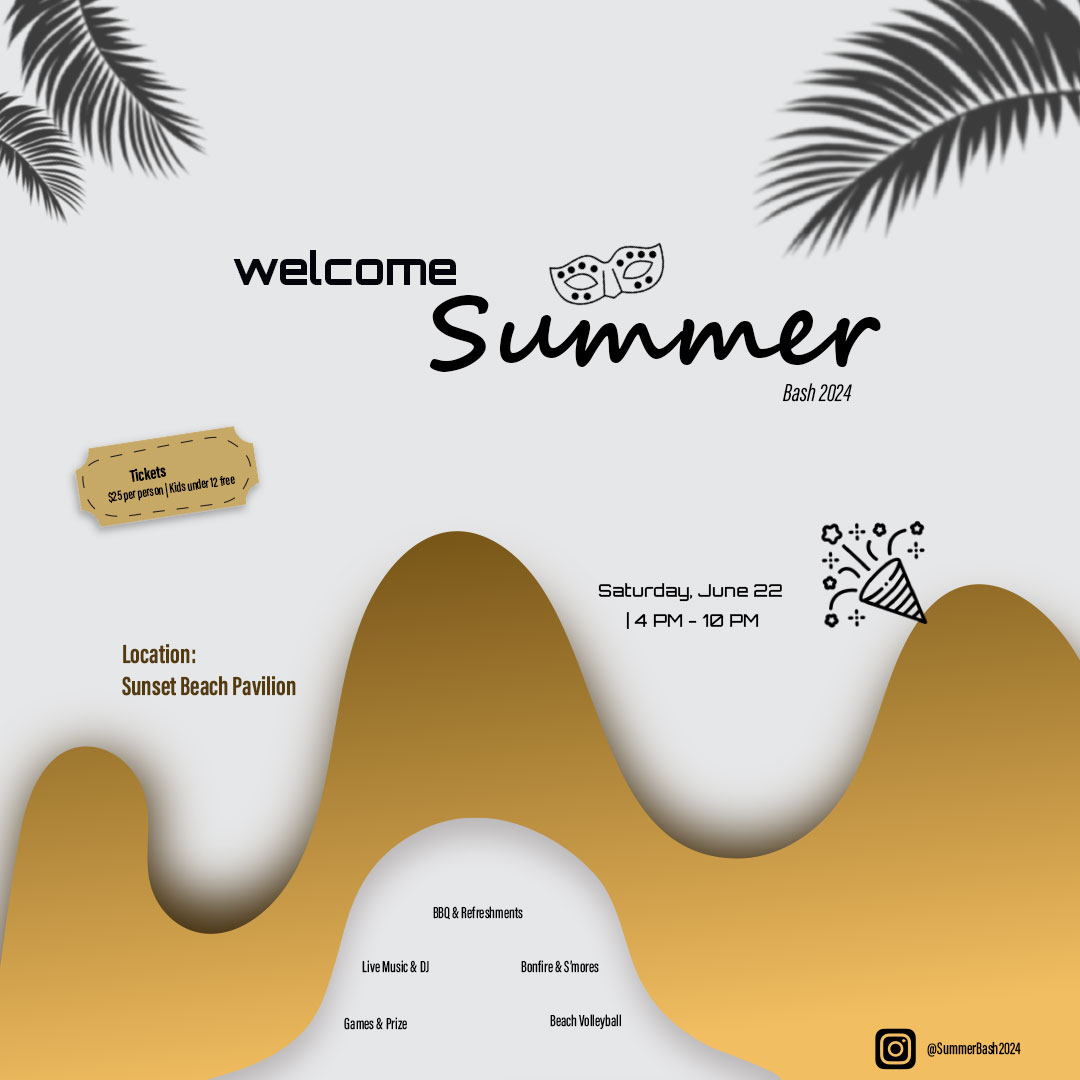 welcome
Summer
Bash 2024
Tickets
$25 per person | Kids under 12 free
Saturday, June 22
| 4 PM - 10 PM
Location:
Sunset Beach Pavilion
BBQ & Refreshments
Live Music & DJ
Bonfire & S'mores
Games & Prize
Beach Volleyball
@SummerBash2024